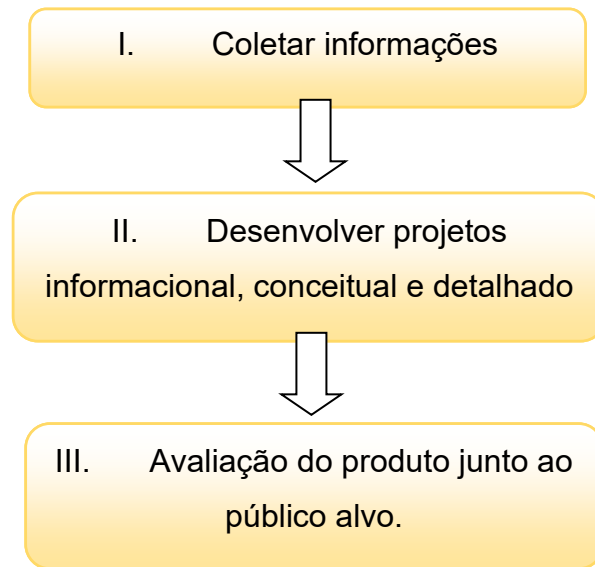 I. Coletar informações
II. Desenvolver projetos
informacional, conceitual e detalhado
III. Avaliação do produto junto ao
público alvo.